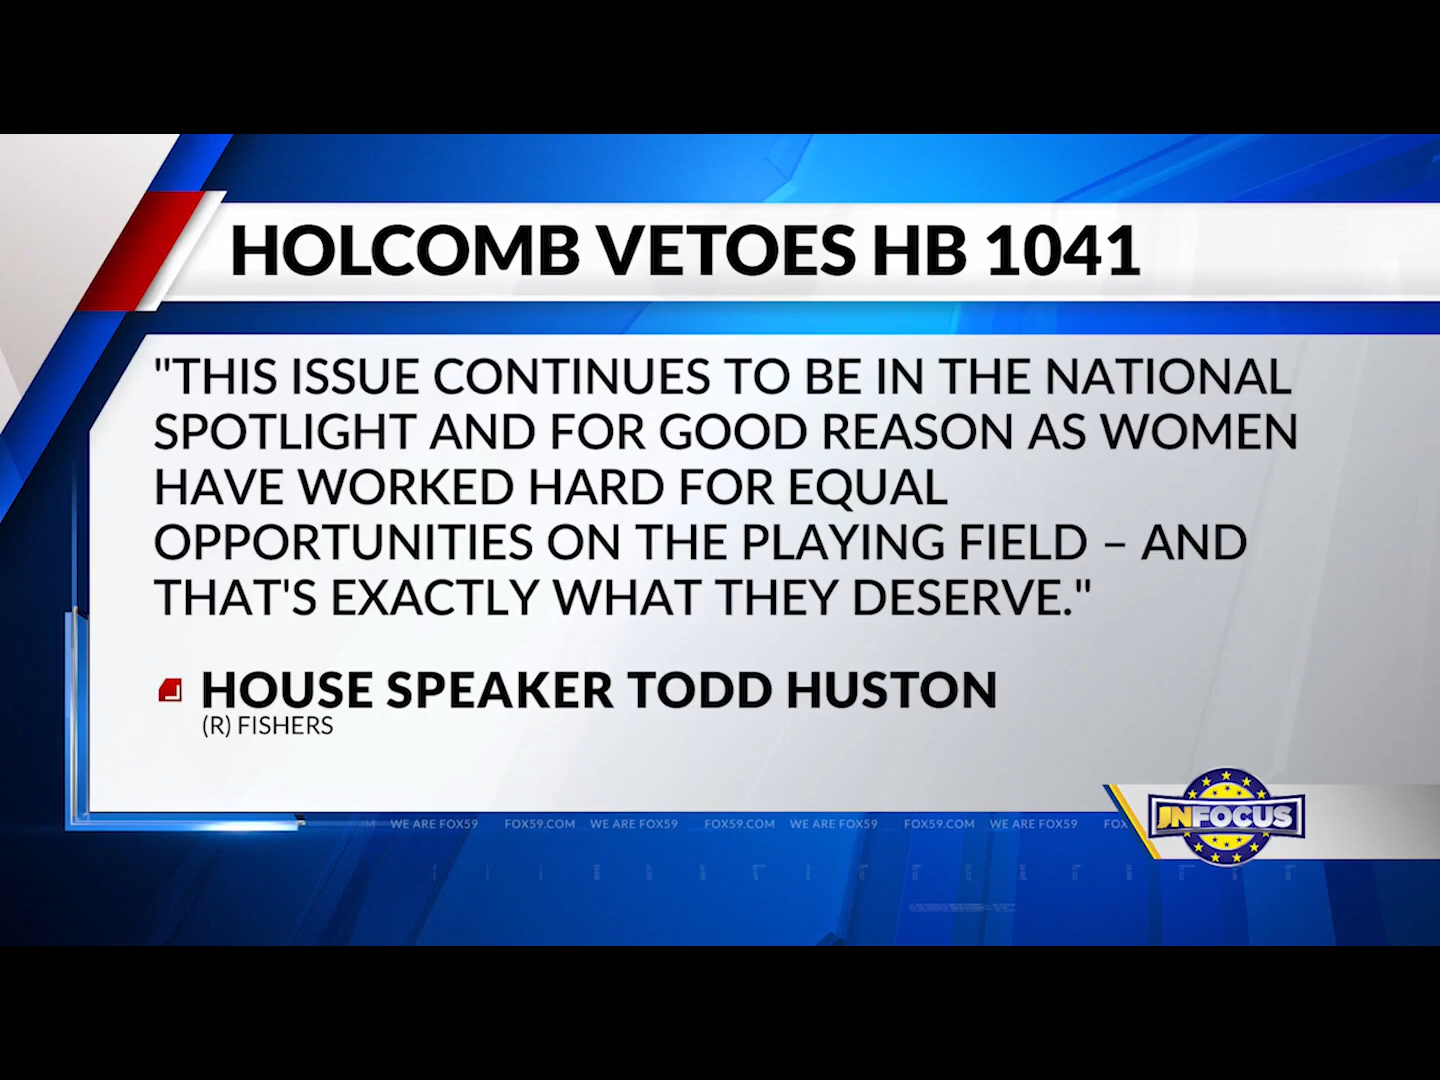 HOLCOMB VETOES HB 1041
"THIS ISSUE CONTINUES TO BE IN THE NATIONAL
SPOTLIGHT AND FOR GOOD REASON AS WOMEN
HAVE WORKED HARD FOR EQUAL
OPPORTUNITIES ON THE PLAYING FIELD – AND
THAT'S EXACTLY WHAT THEY DESERVE."
HOUSE SPEAKER TODD HUSTON
(R) FISHERS
WE ARE FOX59 FOX59.COM WE ARE FOX59 FOX59.COM WE ARE FOX59 FOX59.COM WE ARE FOX59
INFOCUS